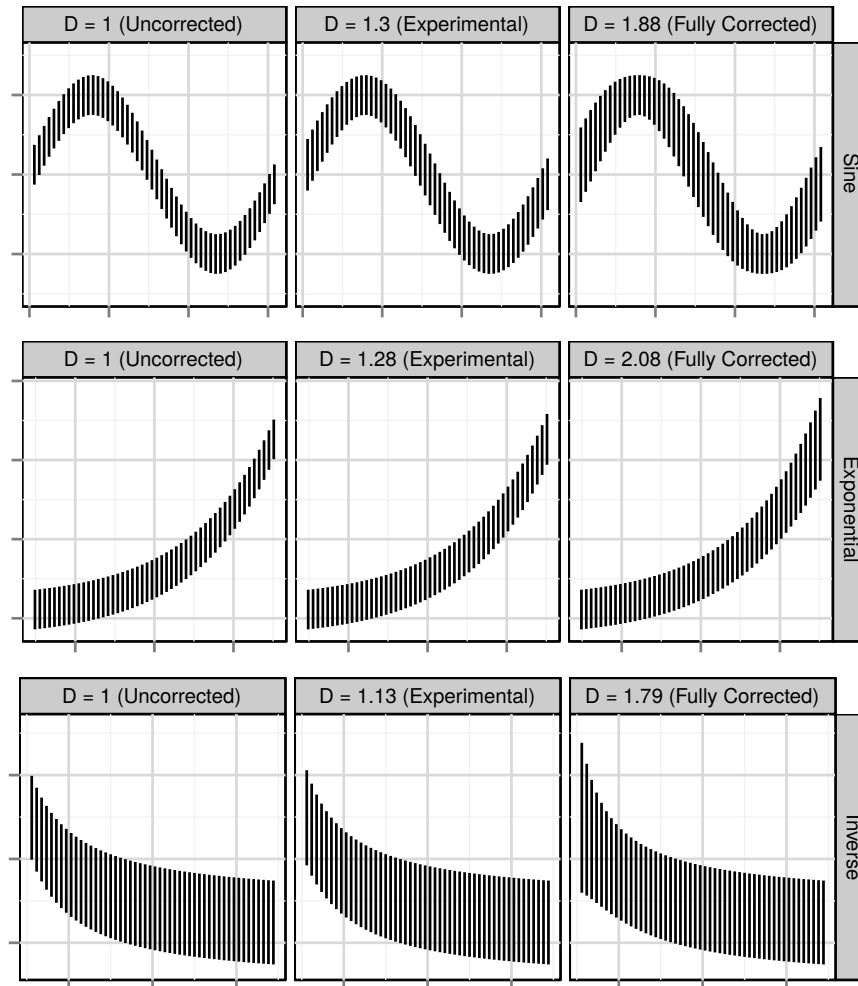 D = 1 (Uncorrected)
D = 1.3 (Experimental)
D = 1.88 (Fully Corrected)
Sine
D = 1 (Uncorrected)
D = 1.28 (Experimental)
D = 2.08 (Fully Corrected)
Exponential
D = 1 (Uncorrected)
D = 1.13 (Experimental)
D = 1.79 (Fully Corrected)
Inverse